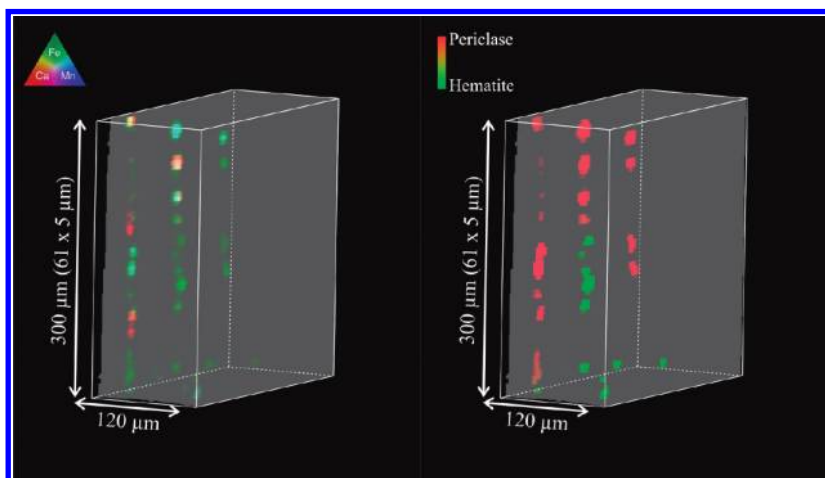 Fe
Ca Mn
300 µm (61 x 5 µm)
120 µm
Periclase
Hematite
300 µm (61 x 5 µm)
120 µm